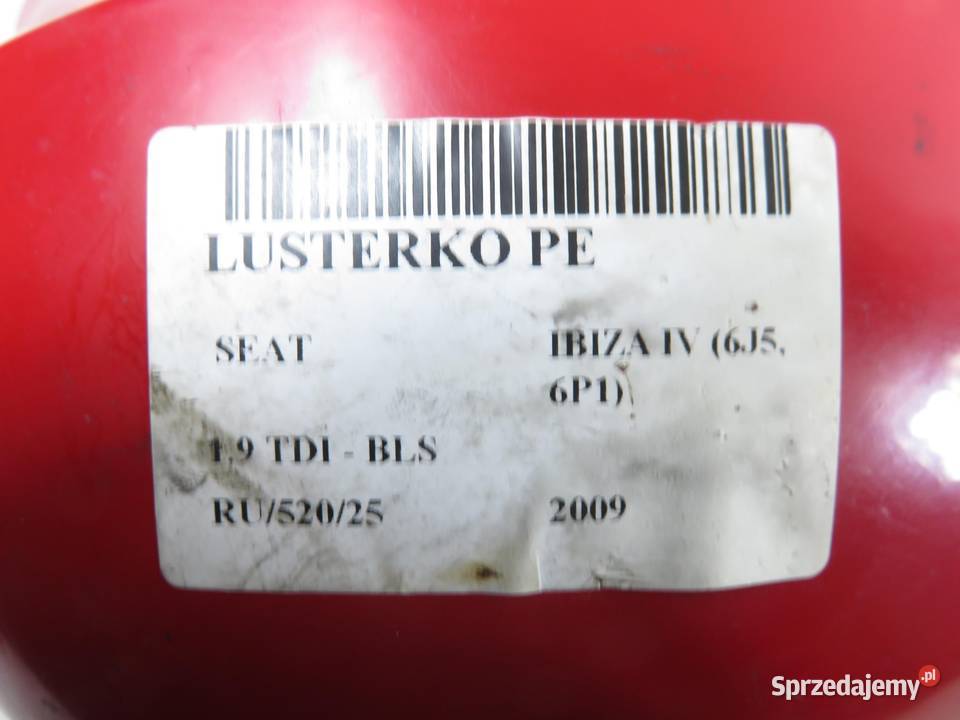 LUSTERKO PE
SEAT IBIZA IV (6J5,
6P1)
1.9 TDI - BLS
RU/520/25 2009
Sprzedajemy.pl